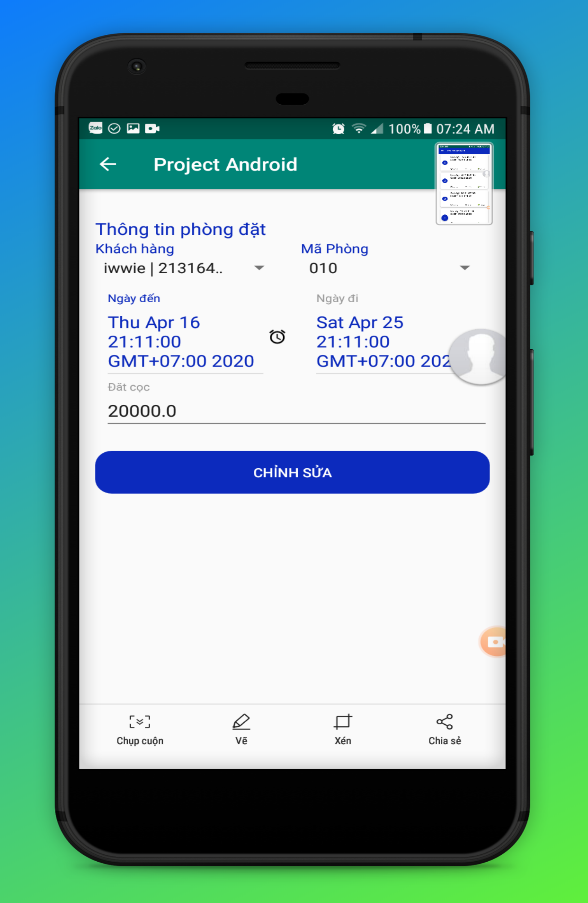 Zalo
100% 07:24 AM
Project Android
Thông tin phòng đặt
Khách hàng
Mã Phòng
iwwie | 213164..
010
Ngày đến
Ngày đi
Thu Apr 16
21:11:00
GMT+07:00 2020
Sat Apr 25
21:11:00
GMT+07:00 202
Đặt cọc
20000.0
CHỈNH SỬA
Chụp cuộn
Vẽ
Xén
Chia sẻ